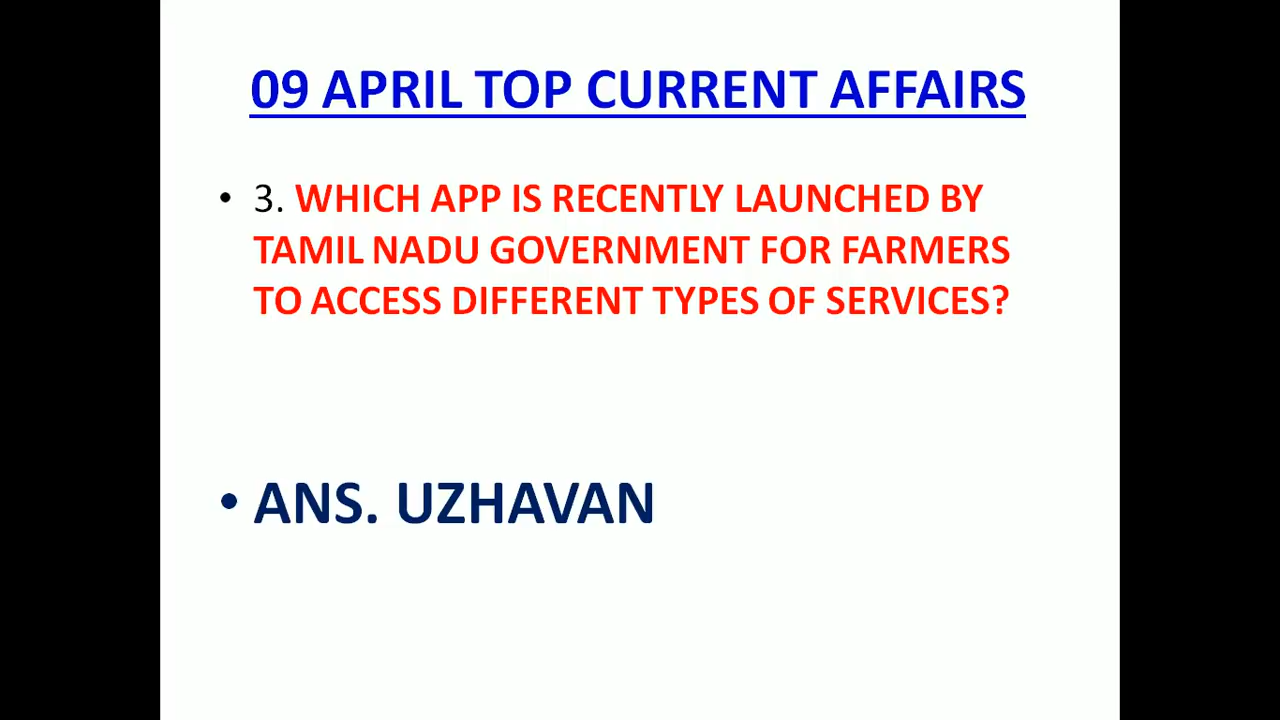 09 APRIL TOP CURRENT AFFAIRS
• 3. WHICH APP IS RECENTLY LAUNCHED BY
TAMIL NADU GOVERNMENT FOR FARMERS
TO ACCESS DIFFERENT TYPES OF SERVICES?
• ANS. UZHAVAN